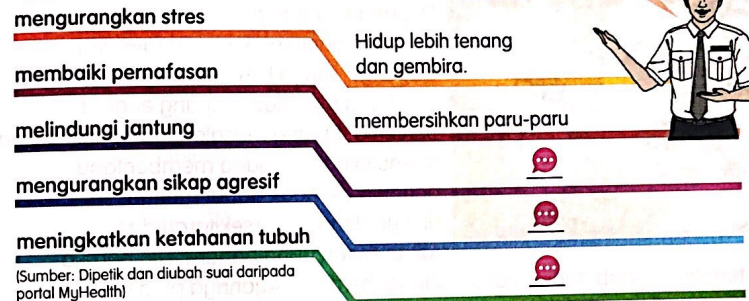 mengurangkan stres
Hidup lebih tenang
dan gembira.
membaiki pernafasan
membersihkan paru-paru
melindungi jantung
mengurangkan sikap agresif
meningkatkan ketahanan tubuh
(Sumber: Dipetik dan diubah suai daripada
portal MyHealth)